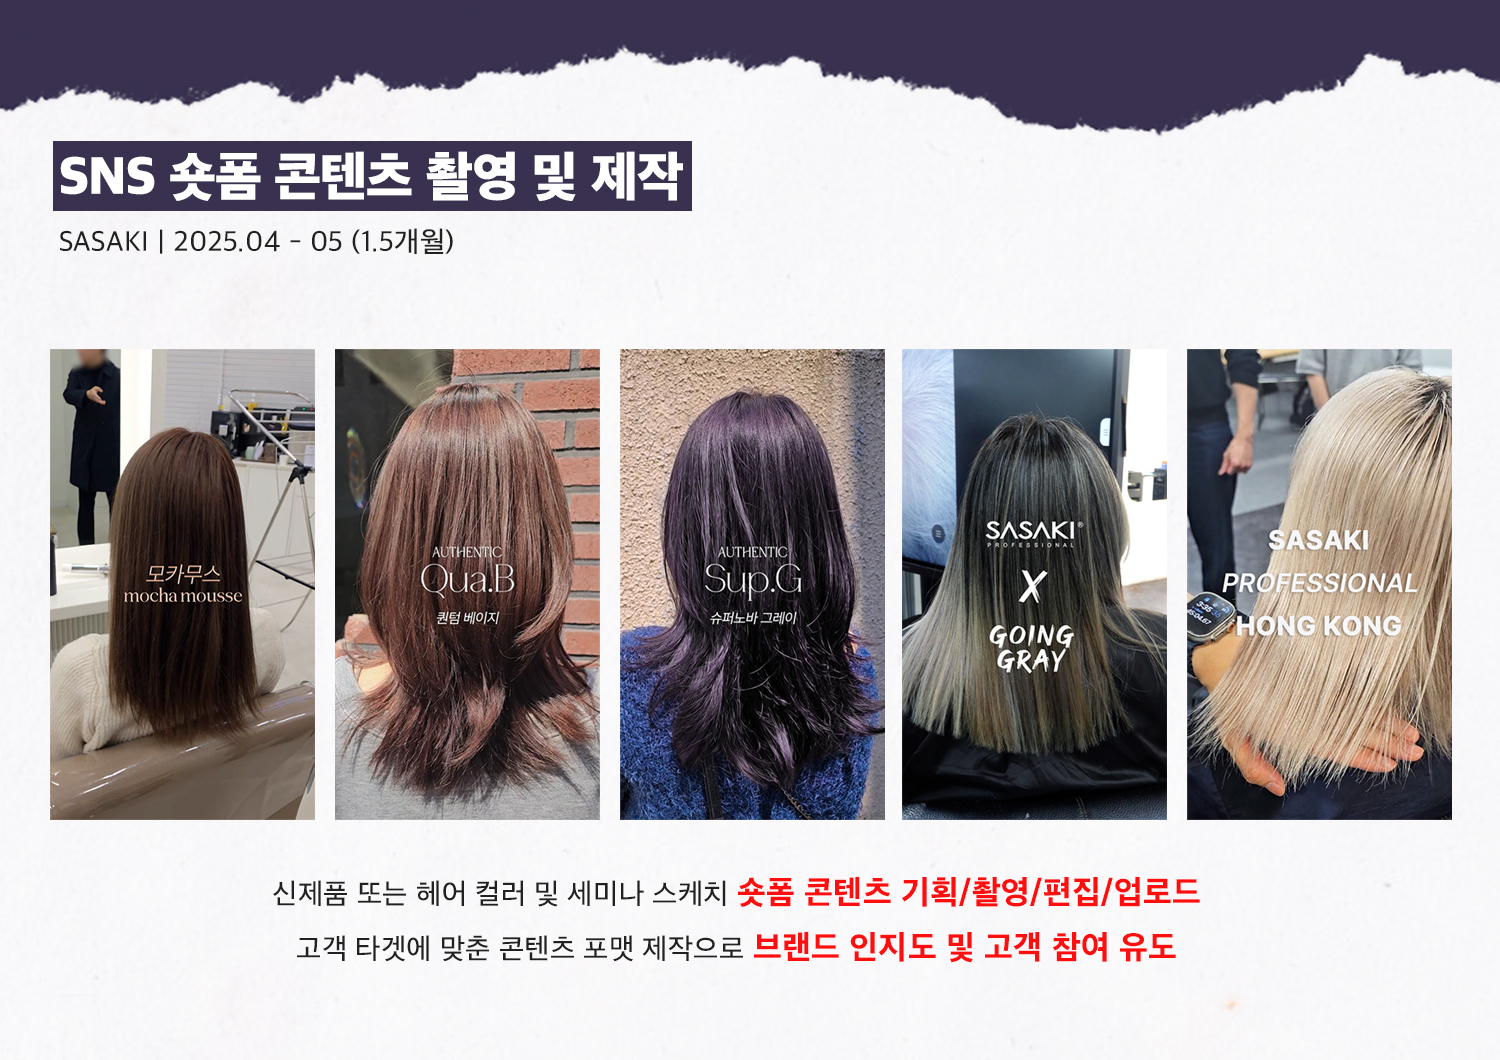 SNS 숏폼 콘텐츠 촬영 및 제작
SASAKI | 2025.04 - 05 (1.5개월)
모카무스
mocha mousse
AUTHENTIC
Qua.B
퀀텀 베이지
AUTHENTIC
Sup.G
슈퍼노바 그레이
SASAKI®
PROFESSIONAL
X
GOING
GRAY
SASAKI
PROFESSIONAL
HONG KONG
3:35
신제품 또는 헤어 컬러 및 세미나 스케치 숏폼 콘텐츠 기획/촬영/편집/업로드
고객 타겟에 맞춘 콘텐츠 포맷 제작으로 브랜드 인지도 및 고객 참여 유도